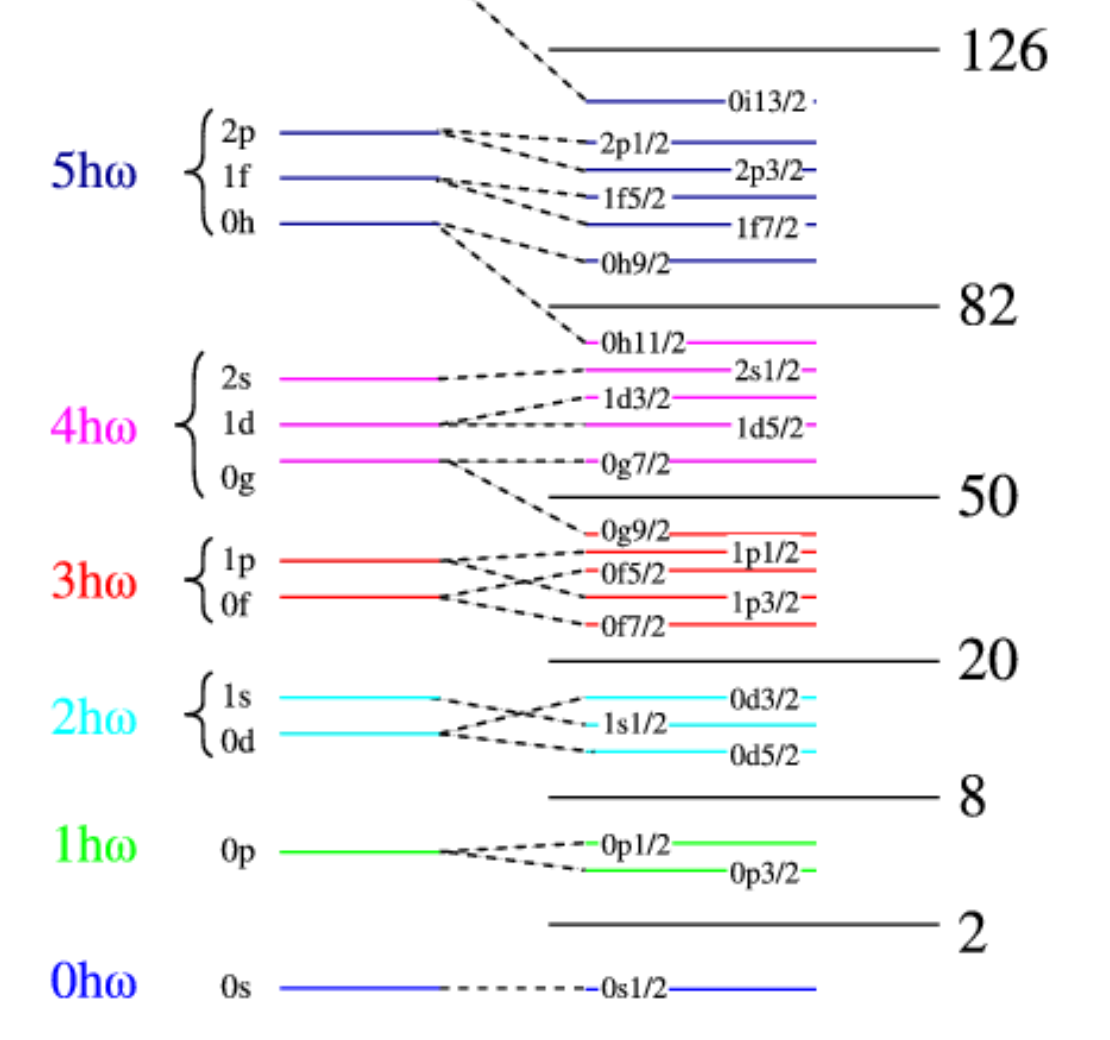 126
0i13/2
5hω
2p
1f
0h
2p1/2
2p3/2
1f5/2
1f7/2
0h9/2
82
0h11/2
4hω
2s
1d
0g
2s1/2
1d3/2
1d5/2
0g7/2
50
0g9/2
3hω
1p
0f
1p1/2
0f5/2
1p3/2
0f7/2
20
2hω
1s
0d
0d3/2
1s1/2
0d5/2
8
1hω
0p
0p1/2
0p3/2
2
0hω
0s
0s1/2